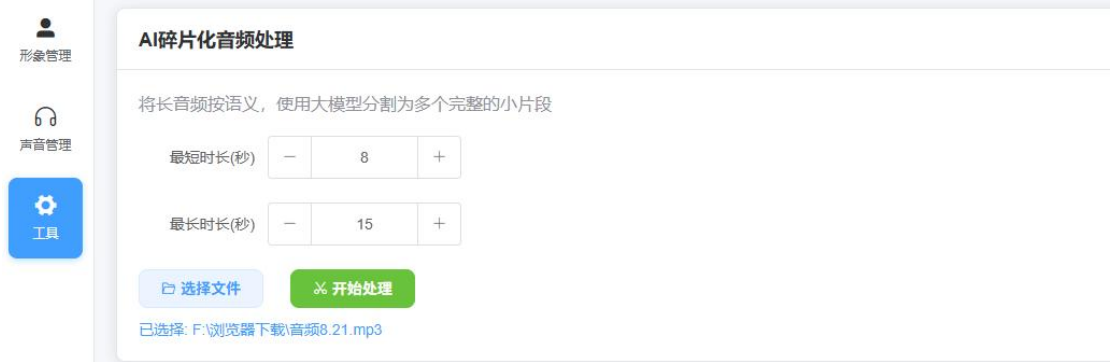 形象管理
声音管理
工具
AI碎片化音频处理
将长音频按语义，使用大模型分割为多个完整的小片段
最短时长(秒) － 8 ＋
最长时长(秒) － 15 ＋
选择文件 开始处理
已选择: F:\浏览器下载\音频8.21.mp3